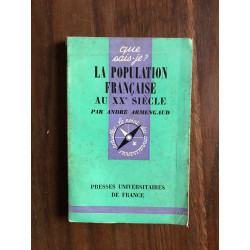 que
sais-je?
LA POPULATION
FRANÇAISE
AU XXe SIÈCLE
PAR ANDRÉ ARMENGAUD
PRESSES UNIVERSITAIRES
DE FRANCE